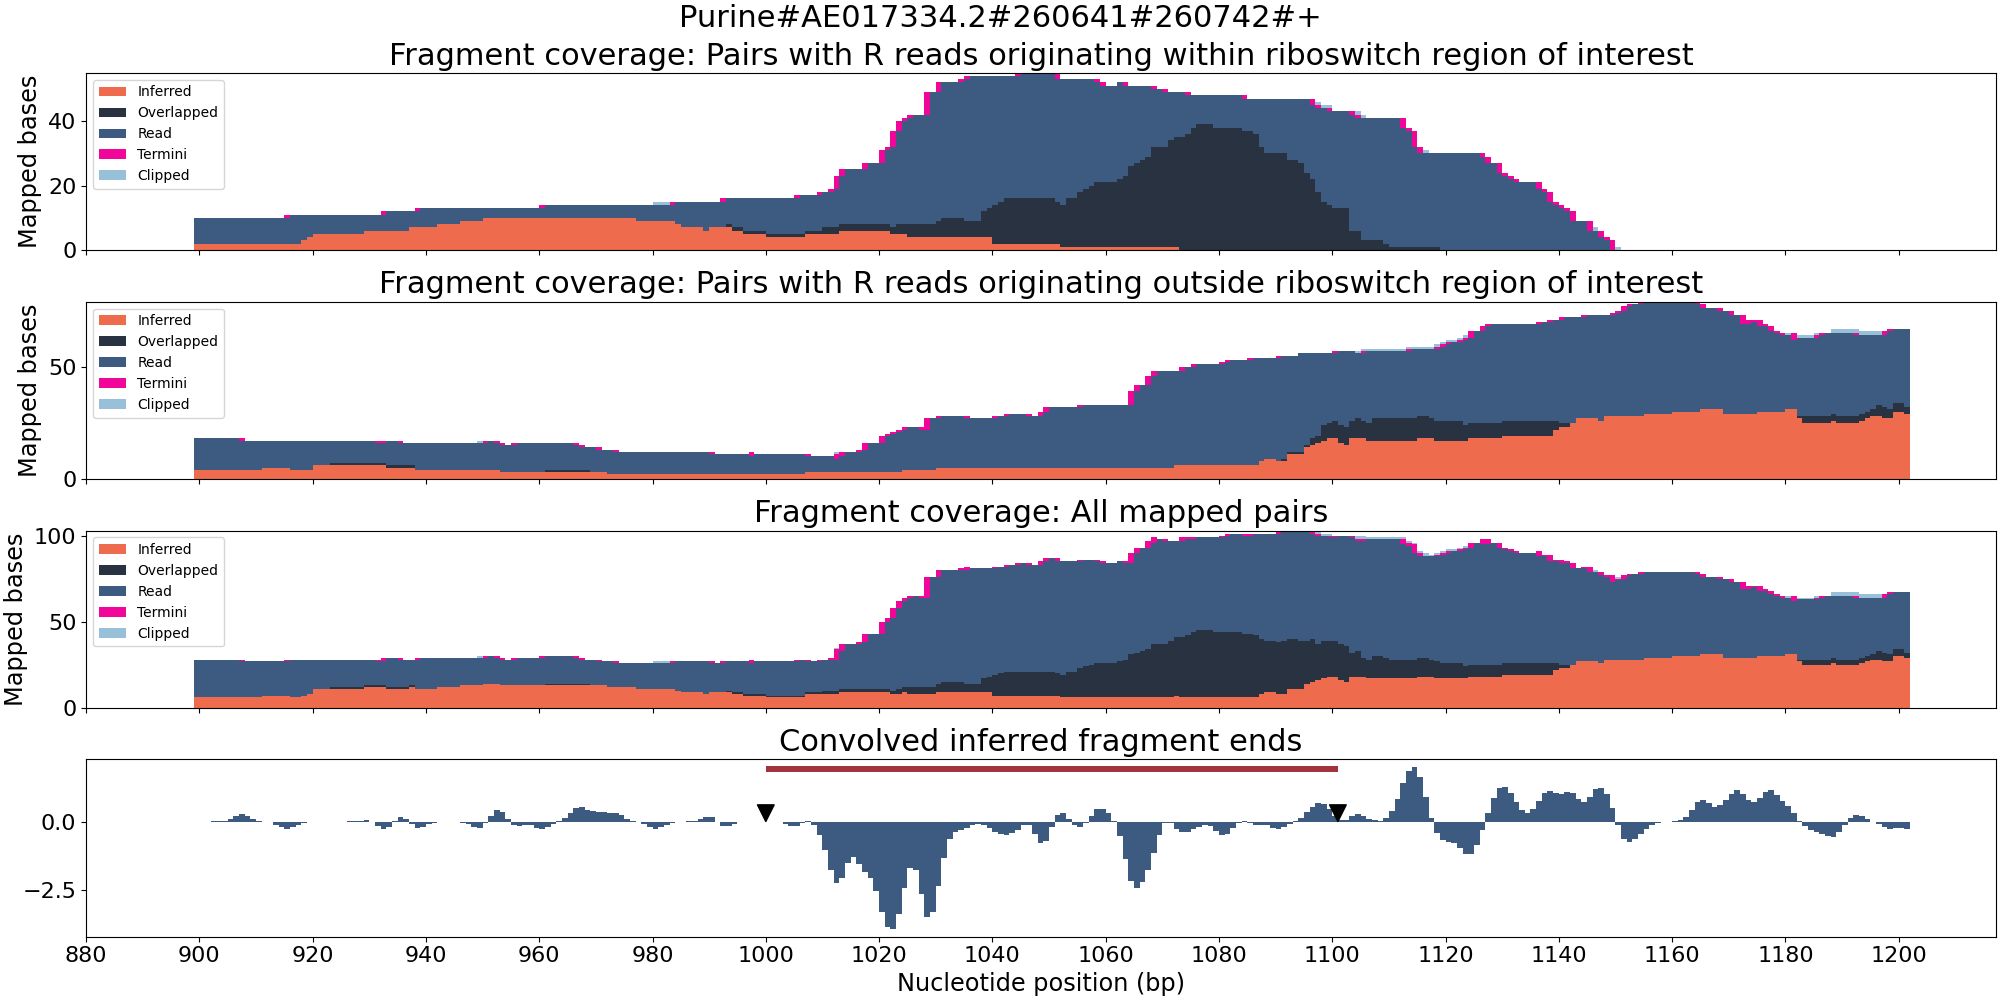 Purine#AE017334.2#260641#260742#+
Fragment coverage: Pairs with R reads originating within riboswitch region of interest
Mapped bases
40
20
0
Inferred
Overlapped
Read
Termini
Clipped
Fragment coverage: Pairs with R reads originating outside riboswitch region of interest
Mapped bases
50
0
Inferred
Overlapped
Read
Termini
Clipped
Fragment coverage: All mapped pairs
Mapped bases
100
50
0
Inferred
Overlapped
Read
Termini
Clipped
Convolved inferred fragment ends
0.0
−2.5
880 900 920 940 960 980 1000 1020 1040 1060 1080 1100 1120 1140 1160 1180 1200
Nucleotide position (bp)